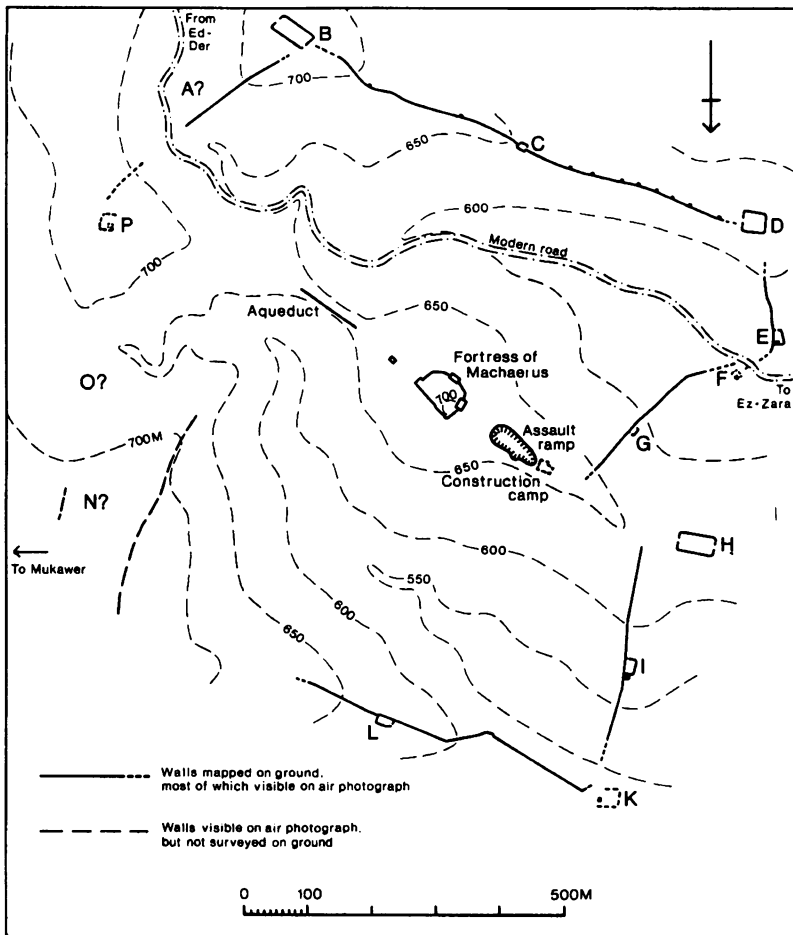 From
Ed-
Der
A?
B
700
650
C
P
700
600
D
Modern road
Aqueduct
650
E
O?
Fortress of
Machaerus
700
F
To
Ez-Zara
700M
Assault
ramp
G
650
Construction
camp
N?
H
To Mukawer
600
550
600
650
I
L
K
Walls mapped on ground,
most of which visible on air photograph
Walls visible on air photograph,
but not surveyed on ground
0 100 500M